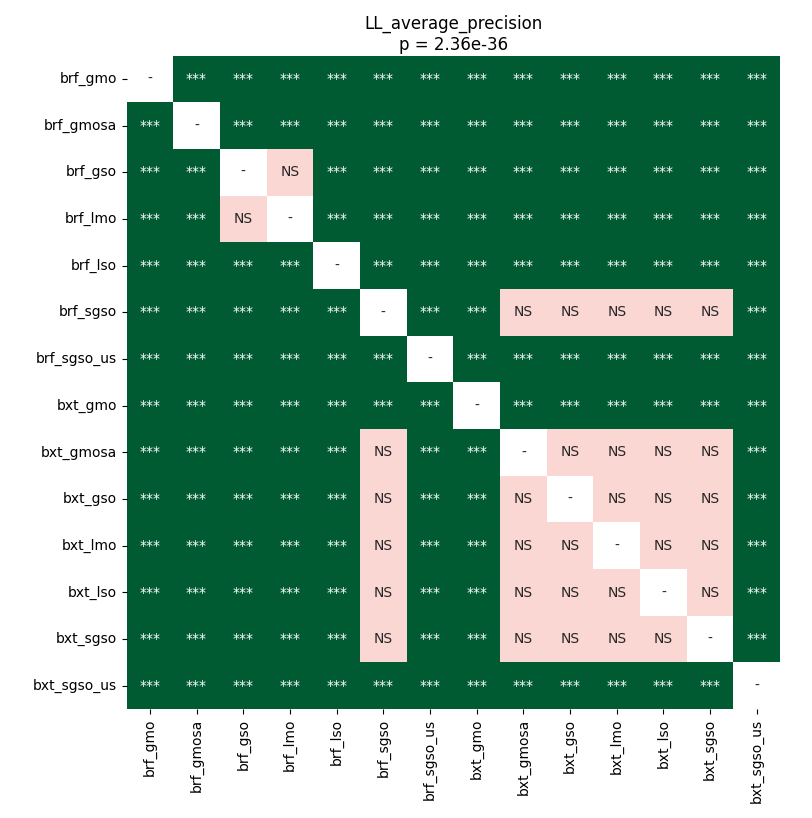 LL_average_precision
p = 2.36e-36
brf_gmo - *** *** *** *** *** *** *** *** *** *** *** *** ***
brf_gmosa *** - *** *** *** *** *** *** *** *** *** *** *** ***
brf_gso *** *** - NS *** *** *** *** *** *** *** *** *** ***
brf_lmo *** *** NS - *** *** *** *** *** *** *** *** *** ***
brf_lso *** *** *** *** - *** *** *** *** *** *** *** *** ***
brf_sgso *** *** *** *** *** - *** *** NS NS NS NS NS ***
brf_sgso_us *** *** *** *** *** *** - *** *** *** *** *** *** ***
bxt_gmo *** *** *** *** *** *** *** - *** *** *** *** *** ***
bxt_gmosa *** *** *** *** *** NS *** *** - NS NS NS NS ***
bxt_gso *** *** *** *** *** NS *** *** NS - NS NS NS ***
bxt_lmo *** *** *** *** *** NS *** *** NS NS - NS NS ***
bxt_lso *** *** *** *** *** NS *** *** NS NS NS - NS ***
bxt_sgso *** *** *** *** *** NS *** *** NS NS NS NS - ***
bxt_sgso_us *** *** *** *** *** *** *** *** *** *** *** *** *** -
brf_gmo brf_gmosa brf_gso brf_lmo brf_lso brf_sgso brf_sgso_us bxt_gmo bxt_gmosa bxt_gso bxt_lmo bxt_lso bxt_sgso bxt_sgso_us